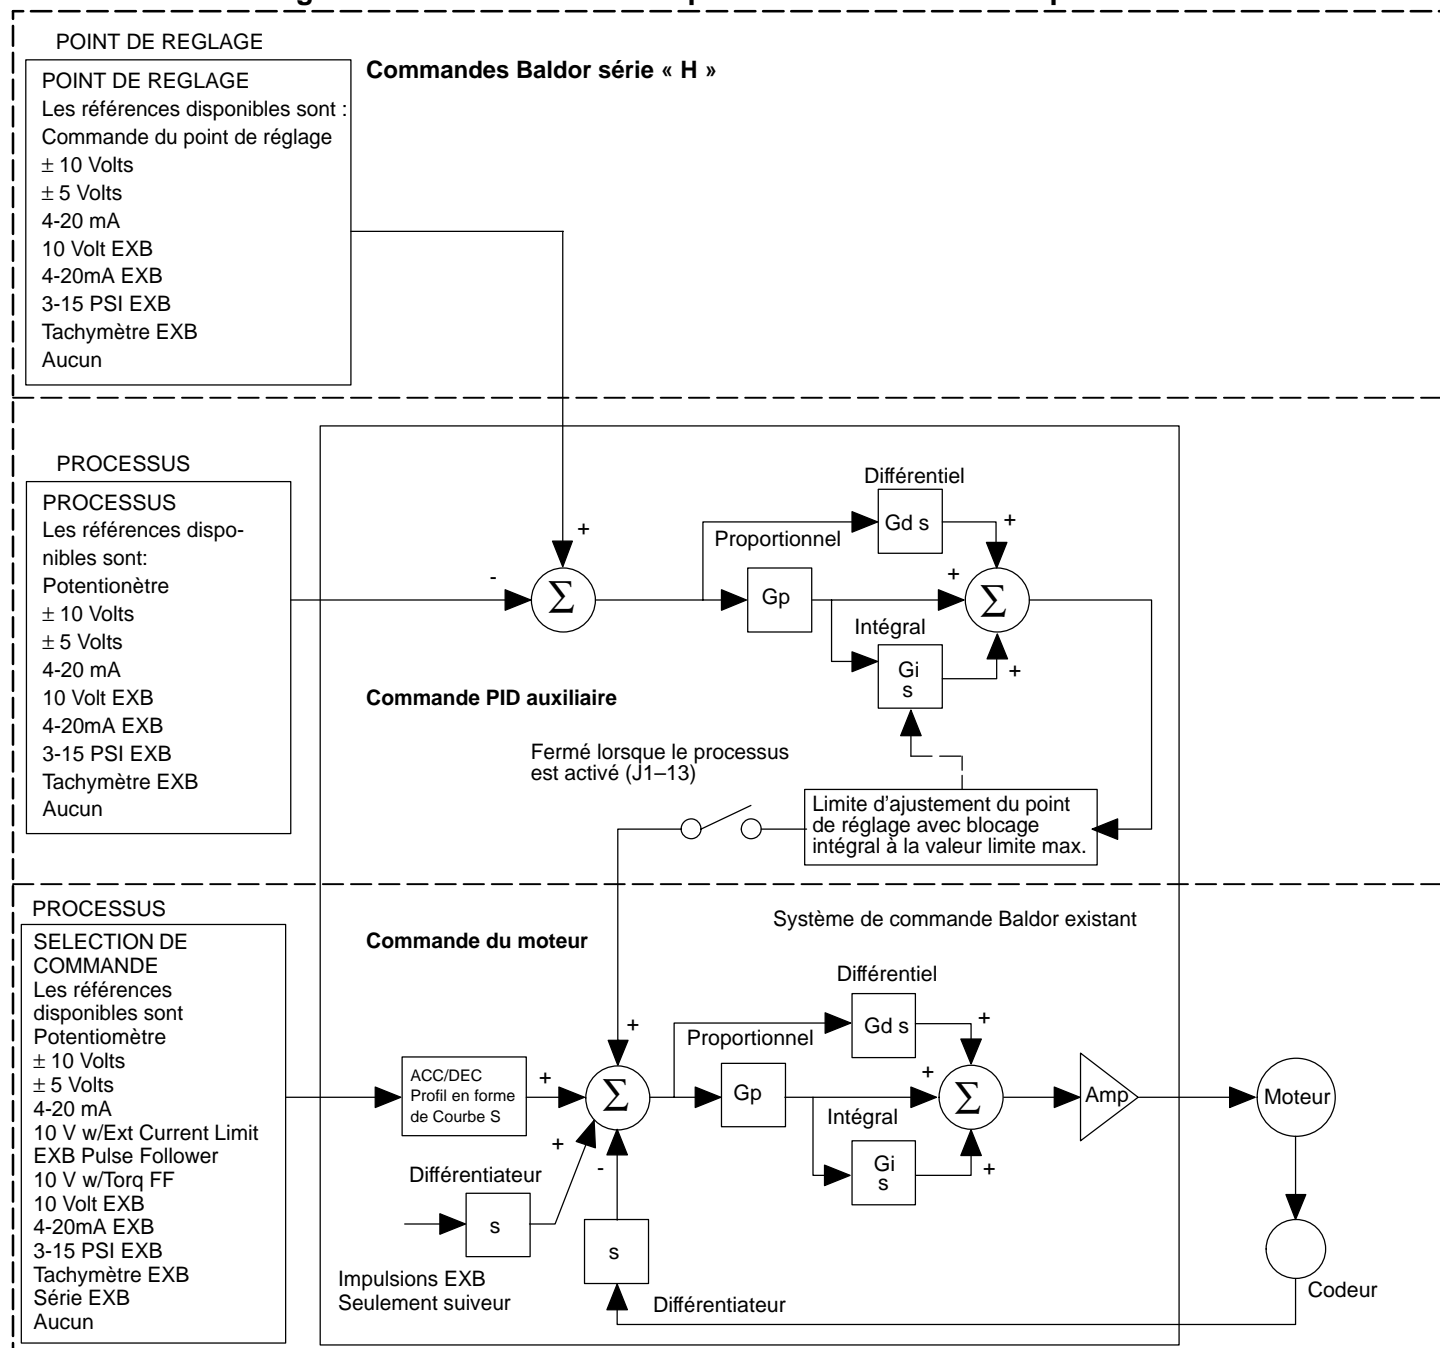 POINT DE REGLAGE
POINT DE REGLAGE
Les références disponibles sont :
Commande du point de réglage
± 10 Volts
± 5 Volts
4-20 mA
10 Volt EXB
4-20mA EXB
3-15 PSI EXB
Tachymètre EXB
Aucun
Commandes Baldor série « H »
PROCESSUS
PROCESSUS
Les références dispo-
nibles sont:
Potentionètre
± 10 Volts
± 5 Volts
4-20 mA
10 Volt EXB
4-20mA EXB
3-15 PSI EXB
Tachymètre EXB
Aucun
+
-
Σ
Différentiel
Gd s
+
Proportionnel
Gp
+
Σ
Intégral
Gi
s
+
Commande PID auxiliaire
Fermé lorsque le processus
est activé (J1–13)
Limite d'ajustement du point
de réglage avec blocage
intégral à la valeur limite max.
PROCESSUS
SELECTION DE
COMMANDE
Les références
disponibles sont
Potentiomètre
± 10 Volts
± 5 Volts
4-20 mA
10 V w/Ext Current Limit
EXB Pulse Follower
10 V w/Torq FF
10 Volt EXB
4-20mA EXB
3-15 PSI EXB
Tachymètre EXB
Série EXB
Aucun
Commande du moteur
Système de commande Baldor existant
ACC/DEC
Profil en forme
de Courbe S
+
+
+
-
Σ
Différentiel
Gd s
+
Proportionnel
Gp
+
Σ
Intégral
Gi
s
+
Amp
Moteur
Codeur
Différentiateur
s
Impulsions EXB
Seulement suiveur
s
Différentiateur